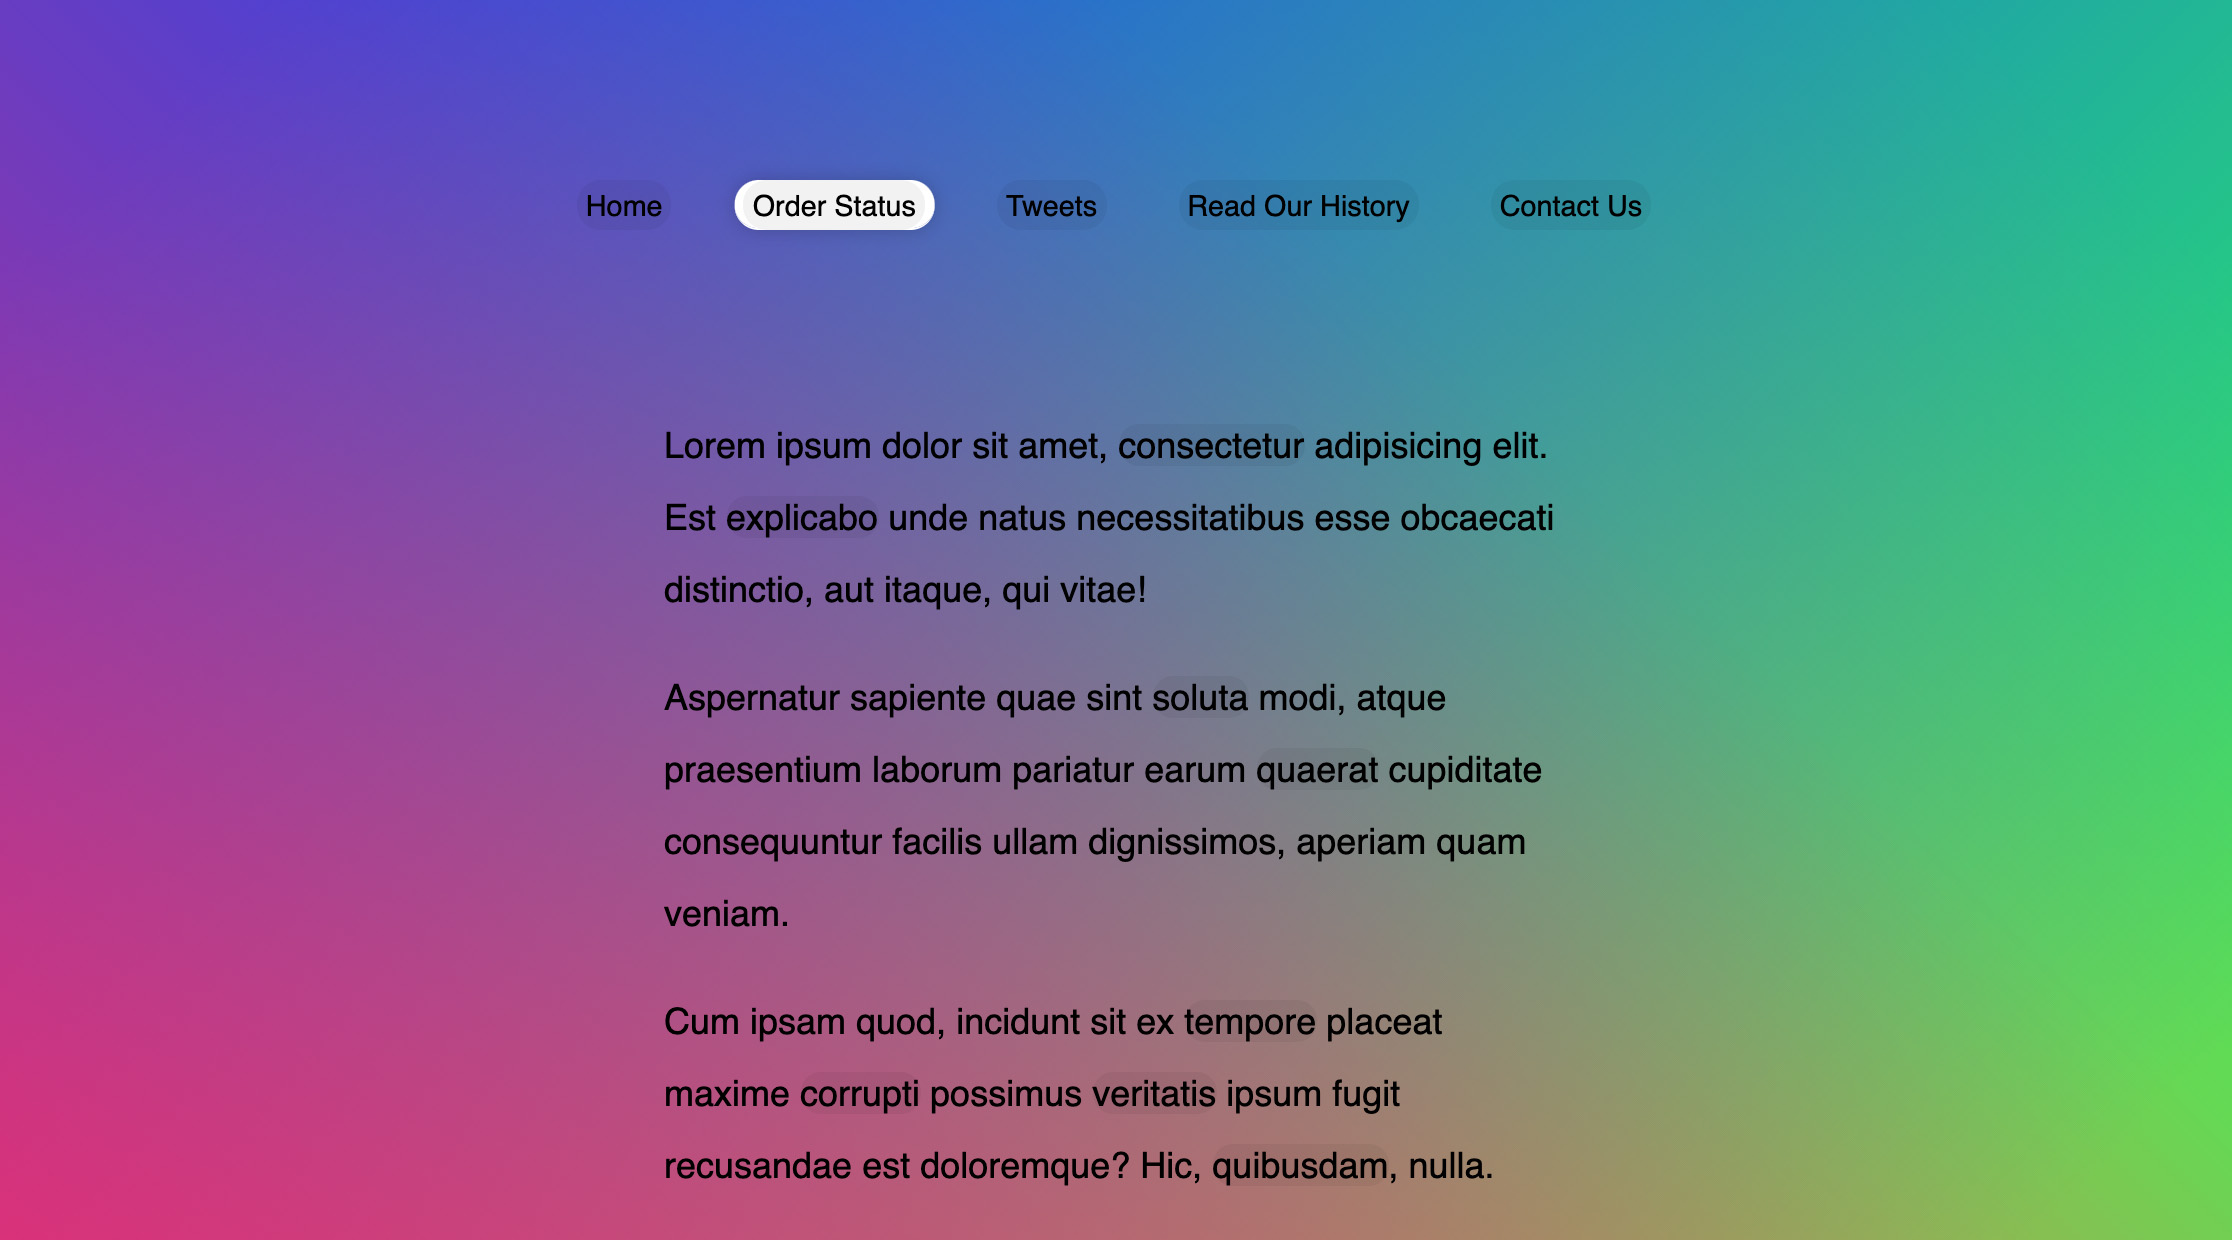 Home Order Status Tweets Read Our History Contact Us
Lorem ipsum dolor sit amet, consectetur adipisicing elit.
Est explicabo unde natus necessitatibus esse obcaecati
distinctio, aut itaque, qui vitae!
Aspernatur sapiente quae sint soluta modi, atque
praesentium laborum pariatur earum quaerat cupiditate
consequuntur facilis ullam dignissimos, aperiam quam
veniam.
Cum ipsam quod, incidunt sit ex tempore placeat
maxime corrupti possimus veritatis ipsum fugit
recusandae est doloremque? Hic, quibusdam, nulla.